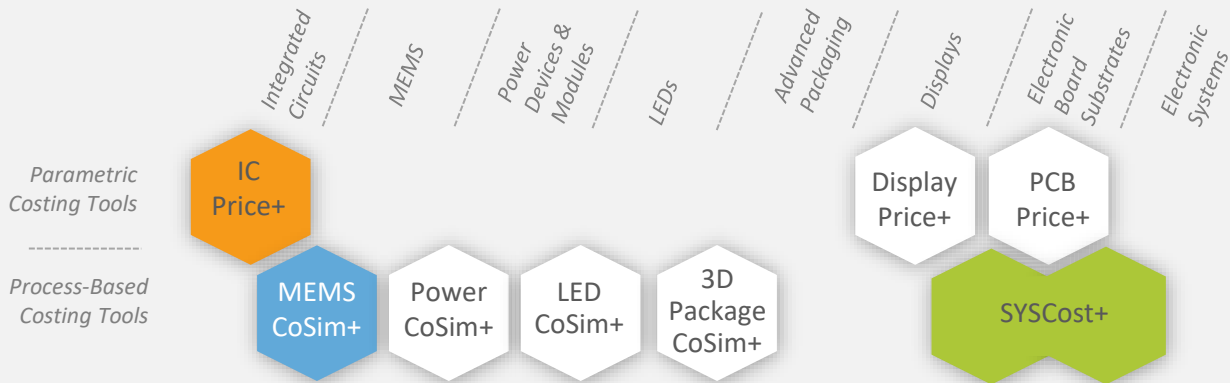 Integrated
Circuits
MEMS
Power
Devices &
Modules
LEDs
Advanced
Packaging
Displays
Electronic
Board
Substrates
Electronic
Systems
Parametric
Costing Tools
IC
Price+
Display
Price+
PCB
Price+
Process-Based
Costing Tools
MEMS
CoSim+
Power
CoSim+
LED
CoSim+
3D
Package
CoSim+
SYSCost+